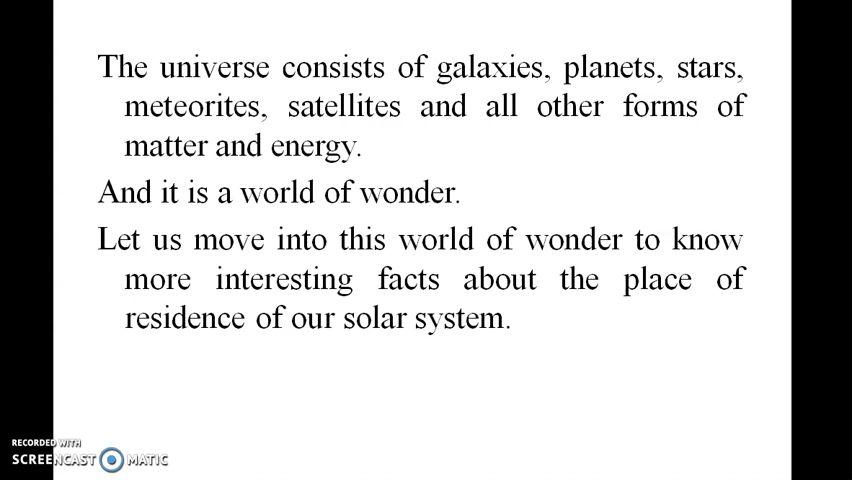 The universe consists of galaxies, planets, stars,
meteorites, satellites and all other forms of
matter and energy.
And it is a world of wonder.
Let us move into this world of wonder to know
more interesting facts about the place of
residence of our solar system.
RECORDED WITH
SCREENCAST MATIC